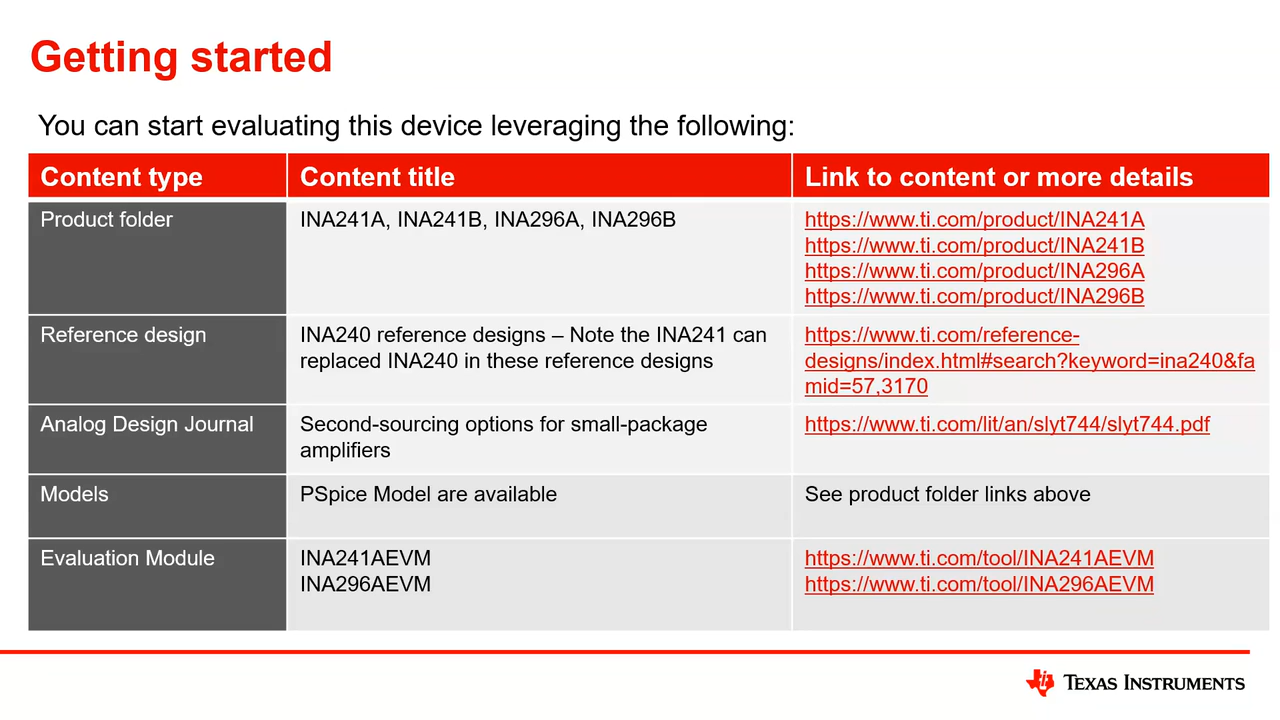 Getting started
You can start evaluating this device leveraging the following:
Content type
Content title
Link to content or more details
Product folder
INA241A, INA241B, INA296A, INA296B
https://www.ti.com/product/INA241A
https://www.ti.com/product/INA241B
https://www.ti.com/product/INA296A
https://www.ti.com/product/INA296B
Reference design
INA240 reference designs – Note the INA241 can
replaced INA240 in these reference designs
https://www.ti.com/reference-
designs/index.html#search?keyword=ina240&fa
mid=57,3170
Analog Design Journal
Second-sourcing options for small-package
amplifiers
https://www.ti.com/lit/an/slyt744/slyt744.pdf
Models
PSpice Model are available
See product folder links above
Evaluation Module
INA241AEVM
INA296AEVM
https://www.ti.com/tool/INA241AEVM
https://www.ti.com/tool/INA296AEVM
TEXAS INSTRUMENTS